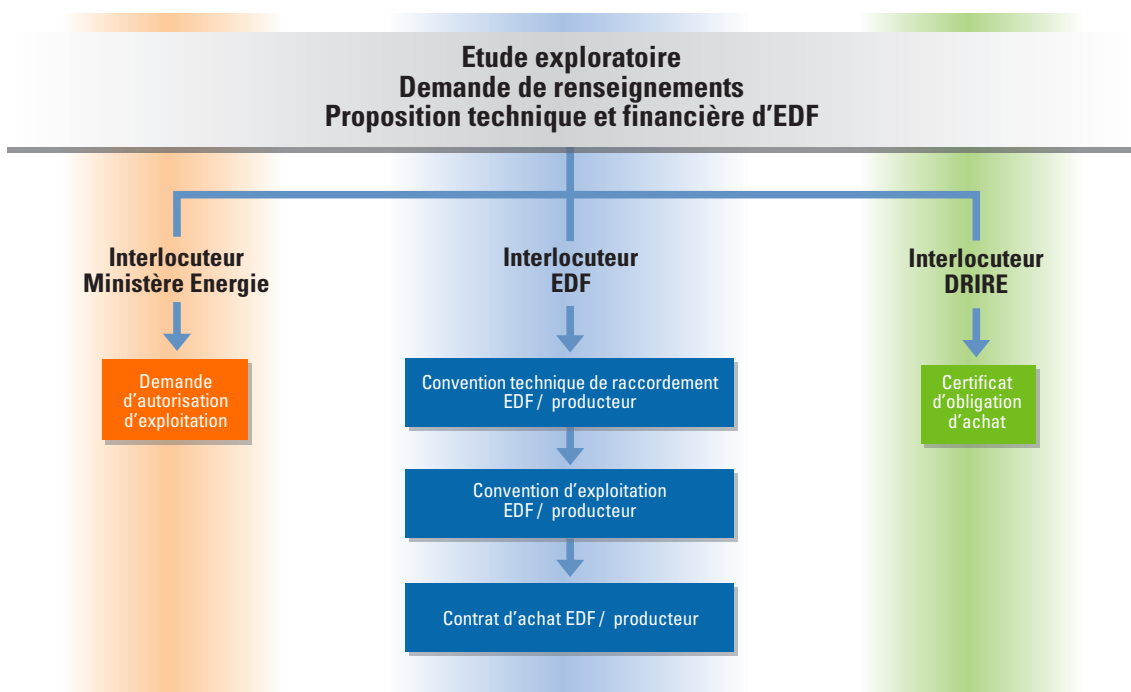 Etude exploratoire
Demande de renseignements
Proposition technique et financière d'EDF
Interlocuteur
Ministère Energie
Interlocuteur
EDF
Interlocuteur
DRIRE
Demande
d'autorisation
d'exploitation
Convention technique de raccordement
EDF / producteur
Certificat
d'obligation
d'achat
Convention d'exploitation
EDF / producteur
Contrat d'achat EDF / producteur